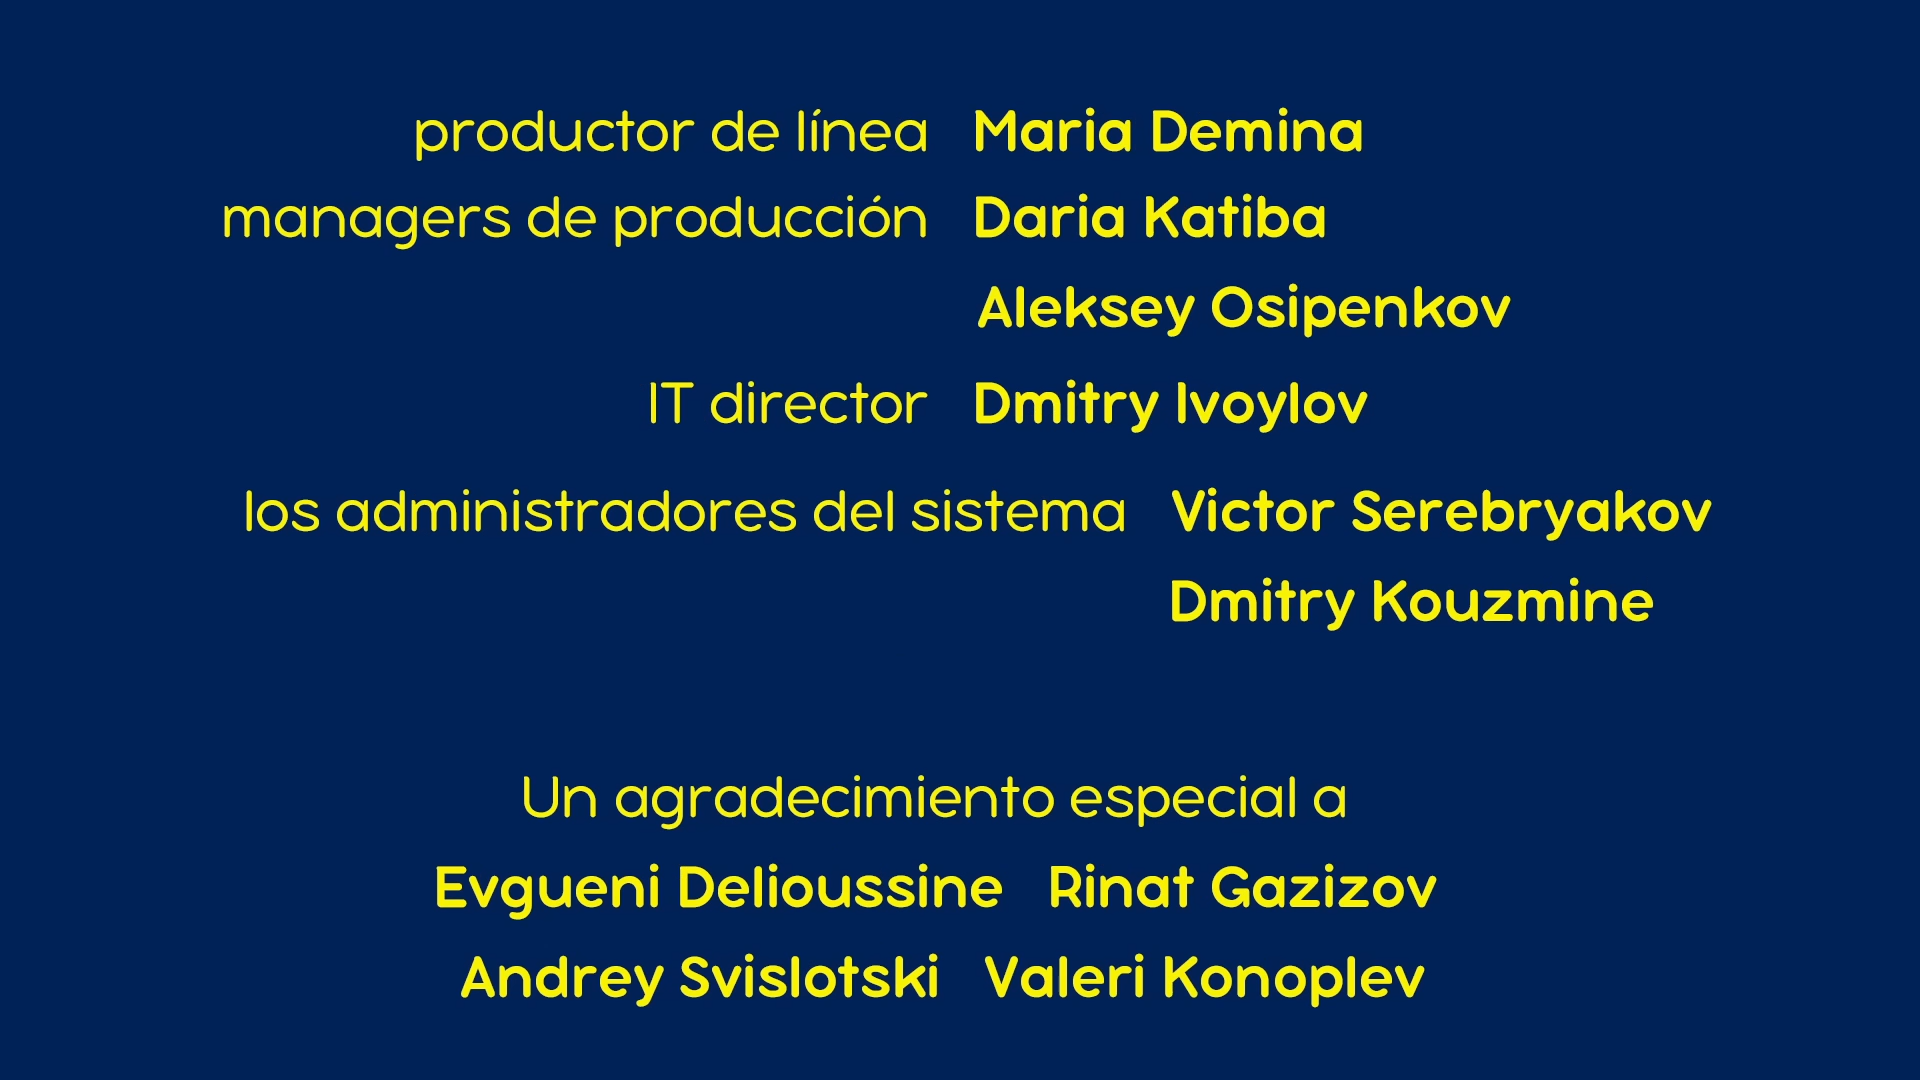 productor de línea Maria Demina
managers de producción Daria Katiba
Aleksey Osipenkov
IT director Dmitry Ivoylov
los administradores del sistema Victor Serebryakov
Dmitry Kouzmine
Un agradecimiento especial a
Evgueni Delioussine Rinat Gazizov
Andrey Svislotski Valeri Konoplev